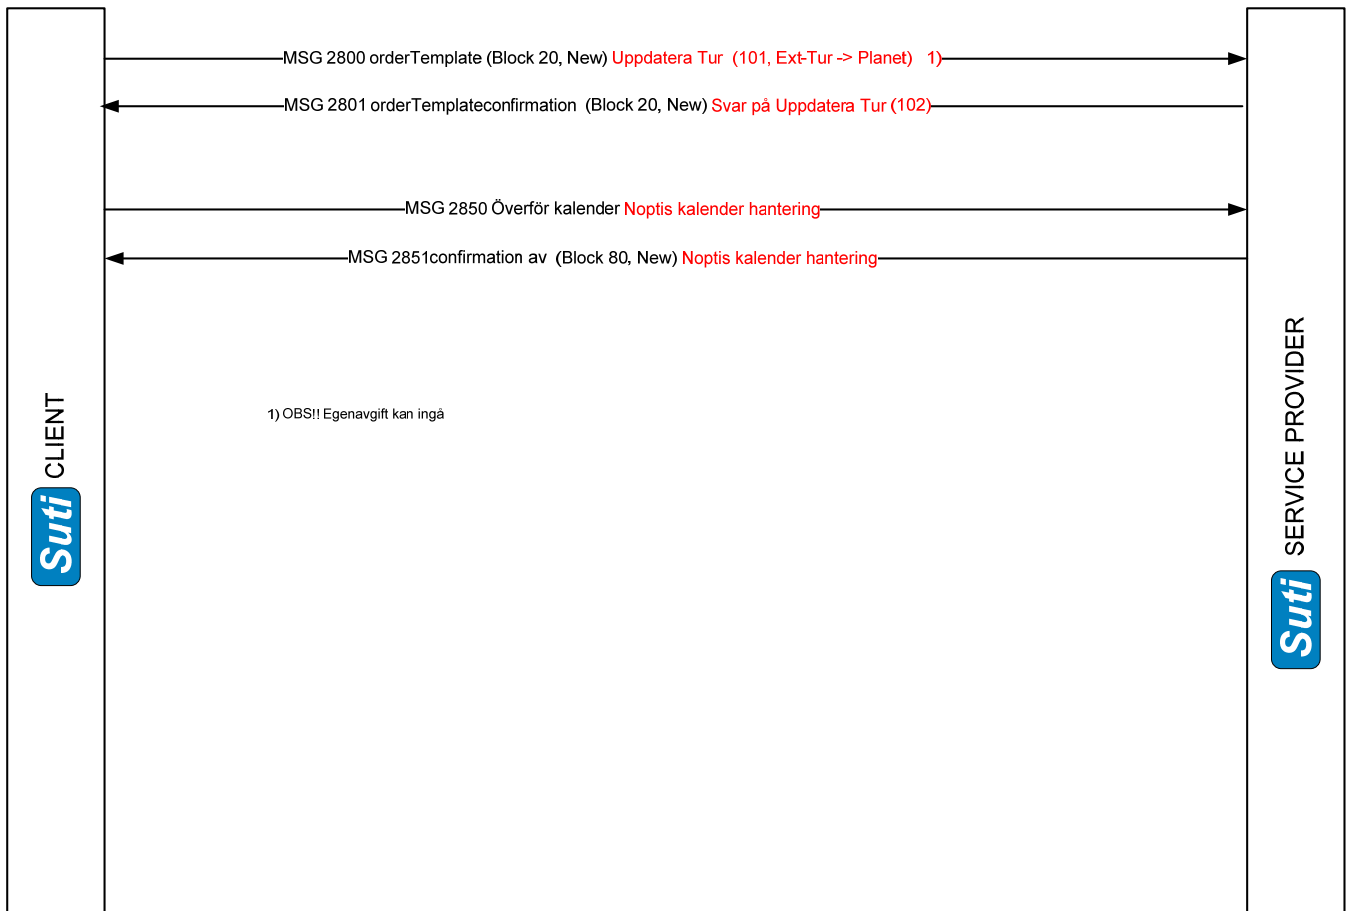 MSG 2800 orderTemplate (Block 20, New) Uppdatera Tur (101, Ext-Tur -> Planet) 1)
MSG 2801 orderTemplateconfirmation (Block 20, New) Svar på Uppdatera Tur (102)
MSG 2850 Överför kalender Noptis kalender hantering
MSG 2851confirmation av (Block 80, New) Noptis kalender hantering
1) OBS!! Egenavgift kan ingå
Suti CLIENT
Suti SERVICE PROVIDER